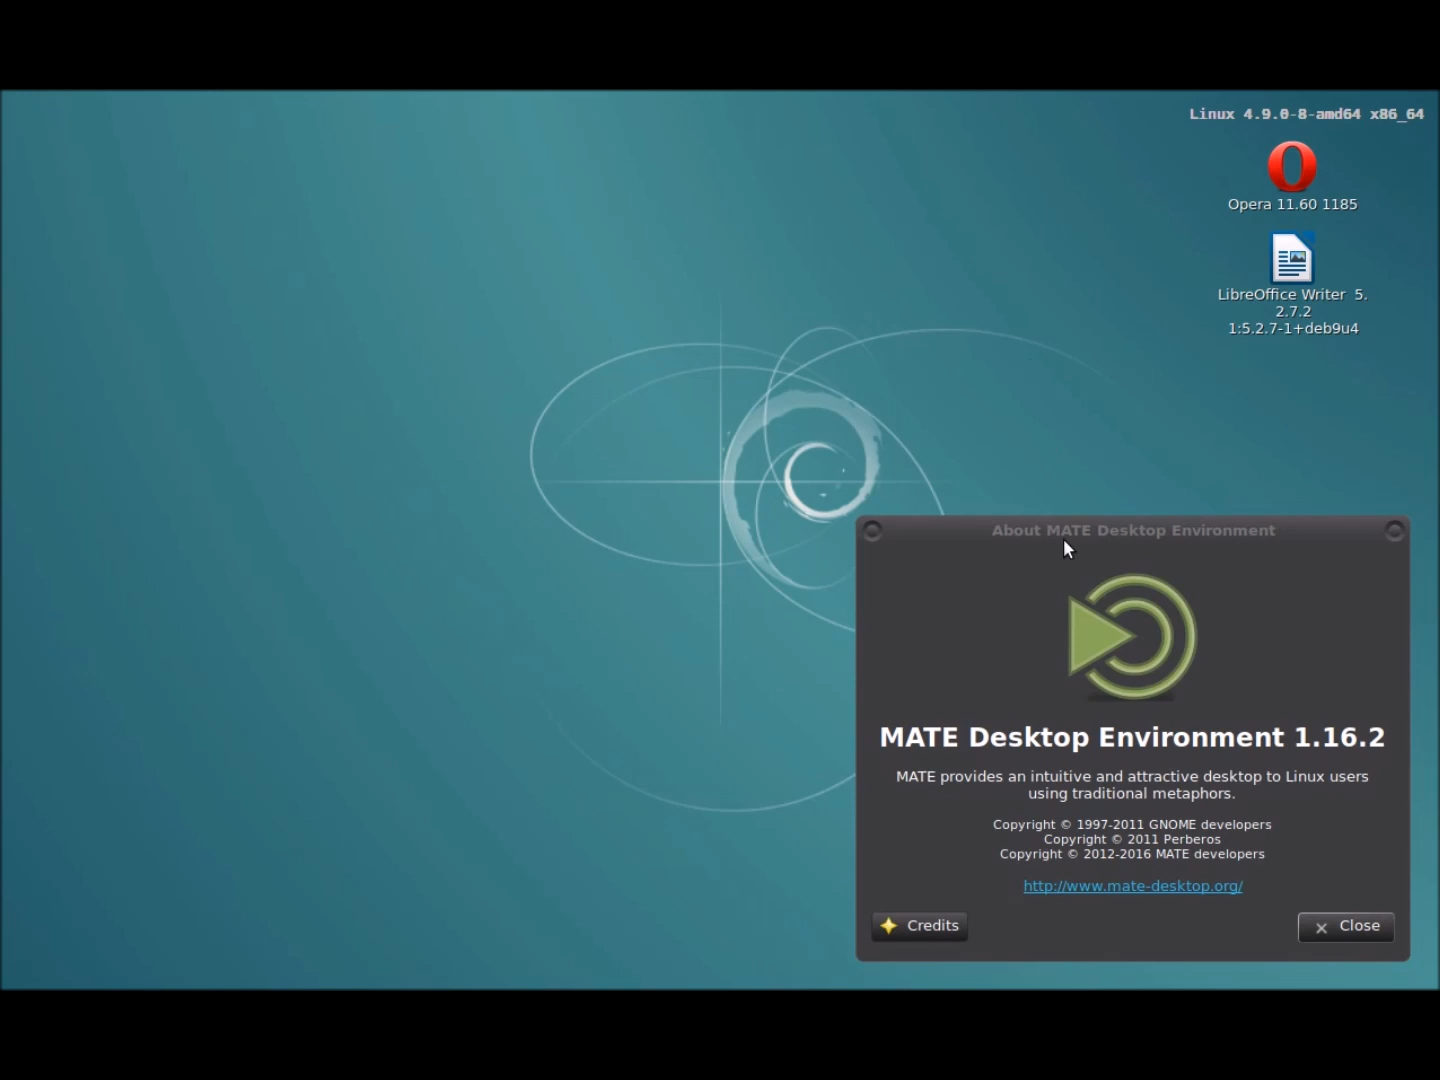 Linux 4.9.0-8-amd64 x86_64
Opera 11.60 1185
LibreOffice Writer  5.
2.7.2
1:5.2.7-1+deb9u4
About MATE Desktop Environment
MATE Desktop Environment 1.16.2
MATE provides an intuitive and attractive desktop to Linux users
using traditional metaphors.
Copyright © 1997-2011 GNOME developers
Copyright © 2011 Perberos
Copyright © 2012-2016 MATE developers
http://www.mate-desktop.org/
Credits
Close